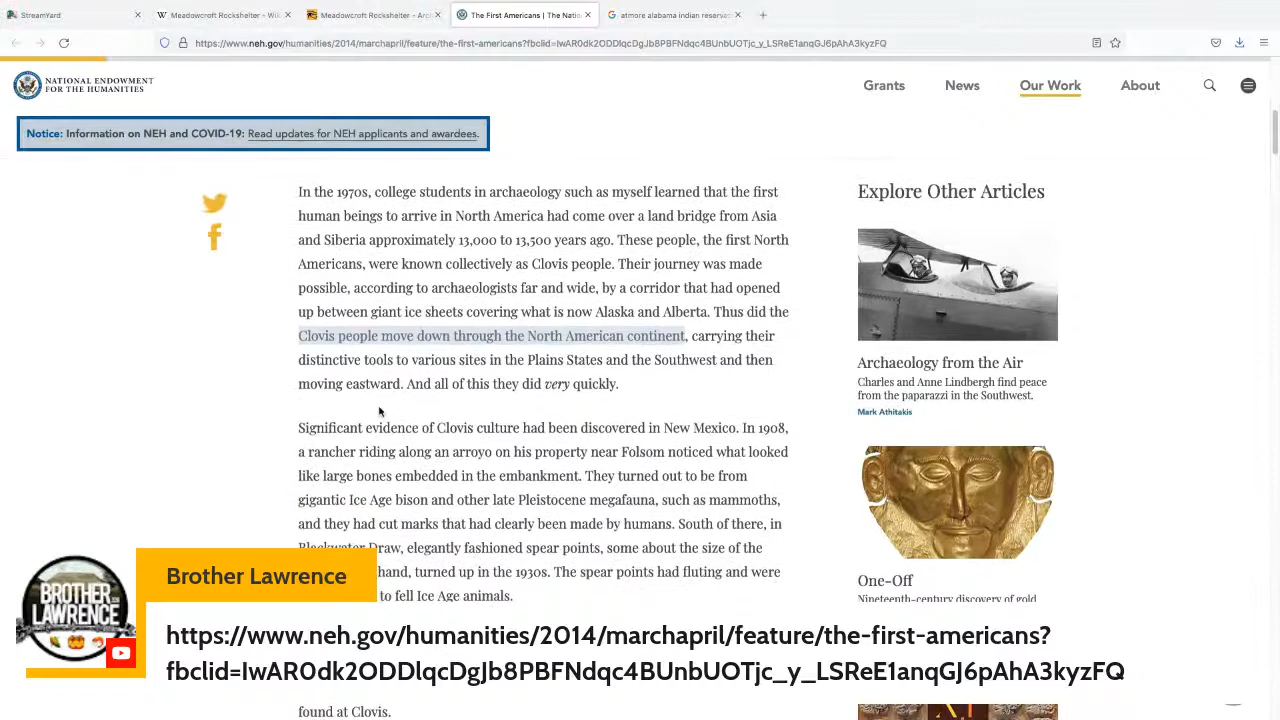 StreamYard
Meadowcroft Rockshelter – Wiki
Meadowcroft Rockshelter - Arc
The First Americans | The Natio
atmore alabama indian reservat
https://www.neh.gov/humanities/2014/marchapril/feature/the-first-americans?fbclid=IwAR0dk2ODDlqcDgJb8PBFNdqc4BUnbUOTjc_y_LSReE1anqGJ6pAhA3kyzFQ
NATIONAL ENDOWMENT
FOR THE HUMANITIES
Grants
News
Our Work
About
Notice: Information on NEH and COVID-19: Read updates for NEH applicants and awardees.
In the 1970s, college students in archaeology such as myself learned that the first
human beings to arrive in North America had come over a land bridge from Asia
and Siberia approximately 13,000 to 13,500 years ago. These people, the first North
Americans, were known collectively as Clovis people. Their journey was made
possible, according to archaeologists far and wide, by a corridor that had opened
up between giant ice sheets covering what is now Alaska and Alberta. Thus did the
Clovis people move down through the North American continent, carrying their
distinctive tools to various sites in the Plains States and the Southwest and then
moving eastward. And all of this they did very quickly.
Significant evidence of Clovis culture had been discovered in New Mexico. In 1908,
a rancher riding along an arroyo on his property near Folsom noticed what looked
like large bones embedded in the embankment. They turned out to be from
gigantic Ice Age bison and other late Pleistocene megafauna, such as mammoths,
and they had cut marks that had clearly been made by humans. South of there, in
Blackwater Draw, elegantly fashioned spear points, some about the size of the
hand, turned up in the 1930s. The spear points had fluting and were
to fell Ice Age animals.
found at Clovis.
Explore Other Articles
Archaeology from the Air
Charles and Anne Lindbergh find peace
from the paparazzi in the Southwest.
Mark Athitakis
One-Off
Nineteenth-century discovery of gold
BROTHER
LAWRENCE
Brother Lawrence
https://www.neh.gov/humanities/2014/marchapril/feature/the-first-americans?
fbclid=IwAR0dk2ODDlqcDgJb8PBFNdqc4BUnbUOTjc_y_LSReE1anqGJ6pAhA3kyzFQ